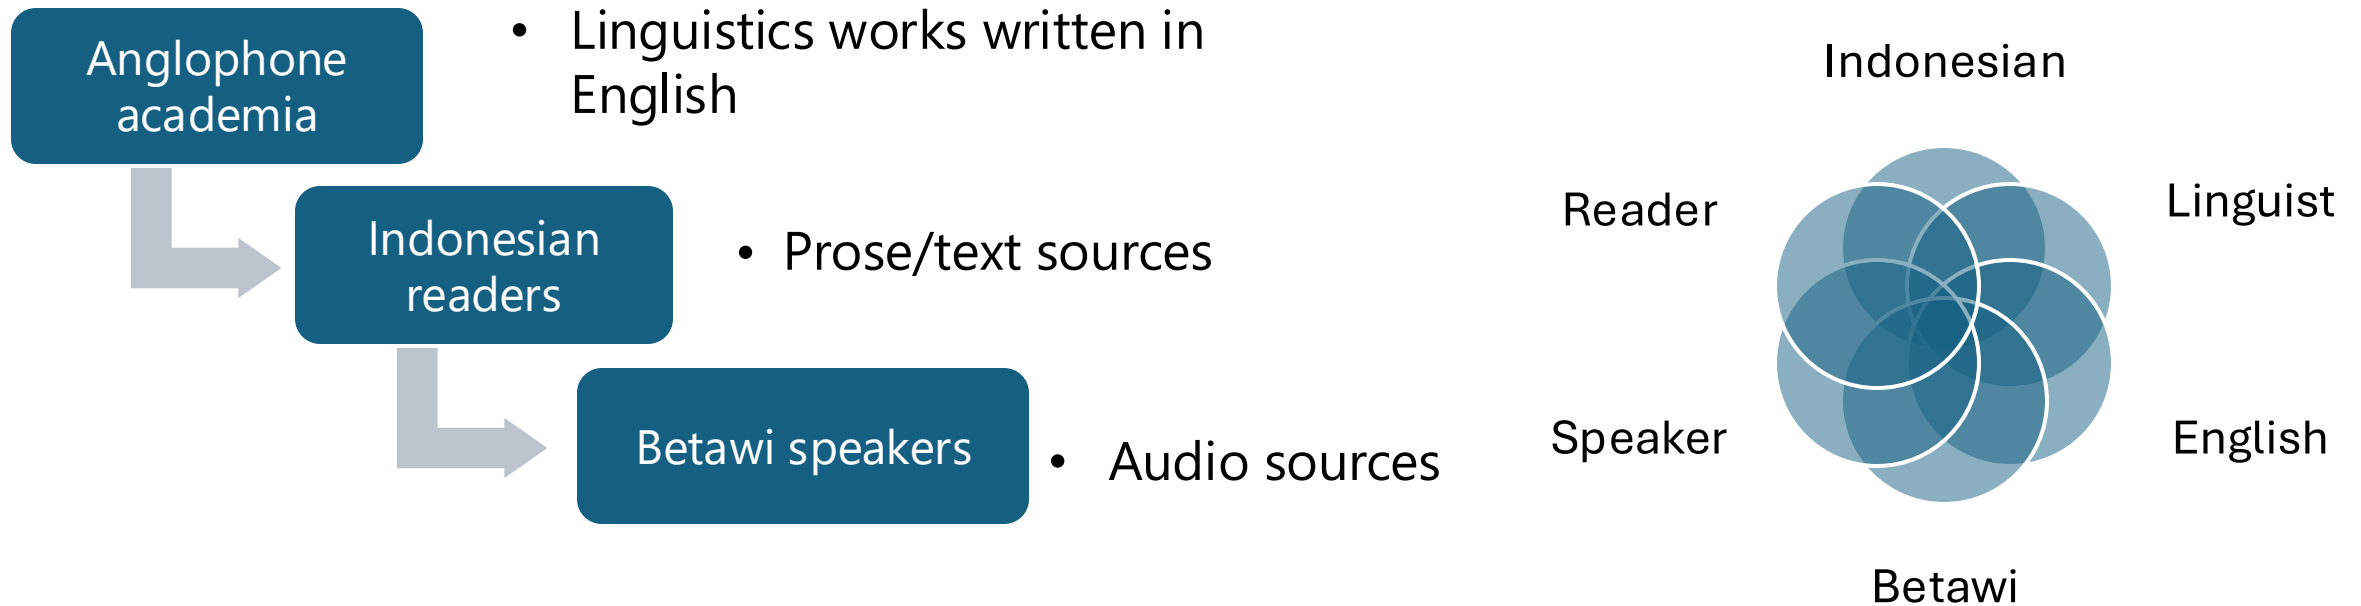 Anglophone
academia
• Linguistics works written in
English
Indonesian
readers
• Prose/text sources
Betawi speakers
• Audio sources
Indonesian
Linguist
English
Betawi
Speaker
Reader